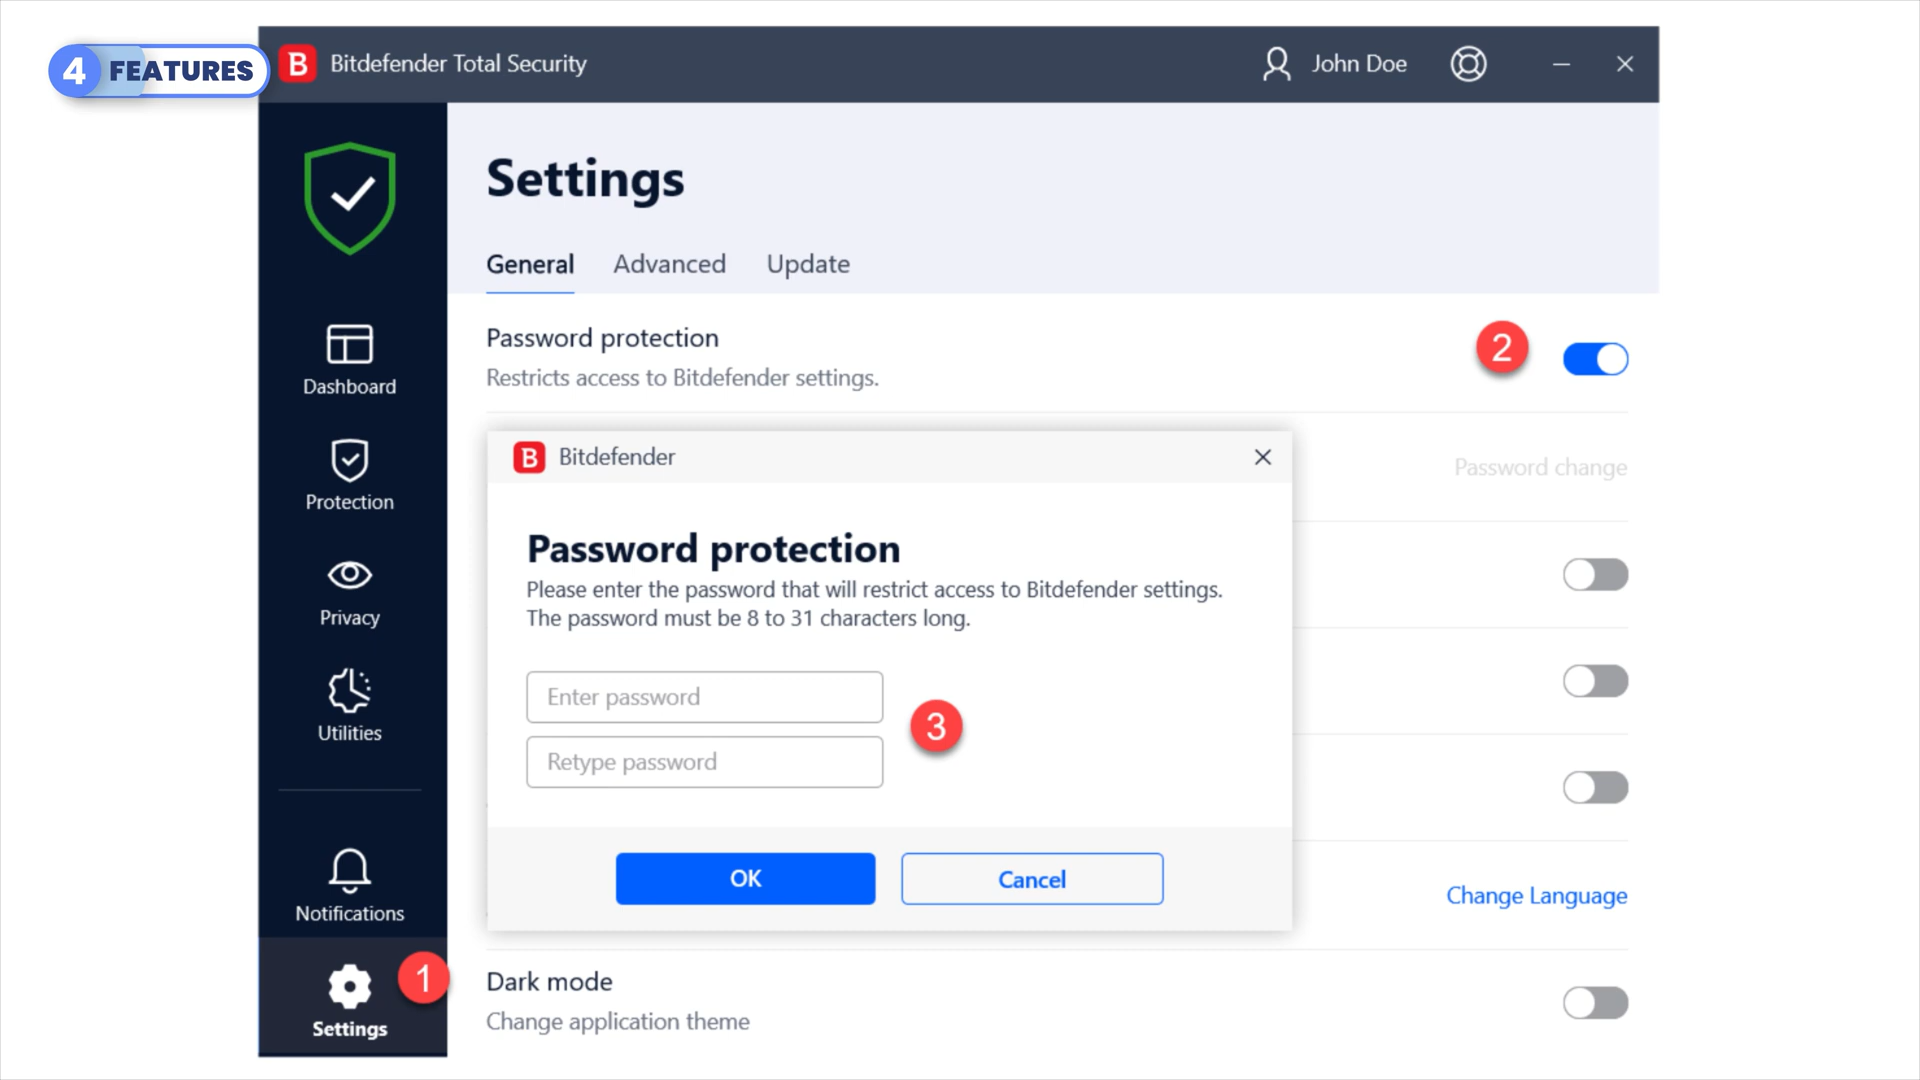 4 FEATURES
B Bitdefender Total Security
John Doe
Settings
General Advanced Update
Dashboard
Protection
Privacy
Utilities
Notifications
Settings
1
Password protection
Restricts access to Bitdefender settings.
2
Password change
B Bitdefender
Password protection
Please enter the password that will restrict access to Bitdefender settings.
The password must be 8 to 31 characters long.
Enter password
Retype password
3
OK Cancel
Change Language
Dark mode
Change application theme